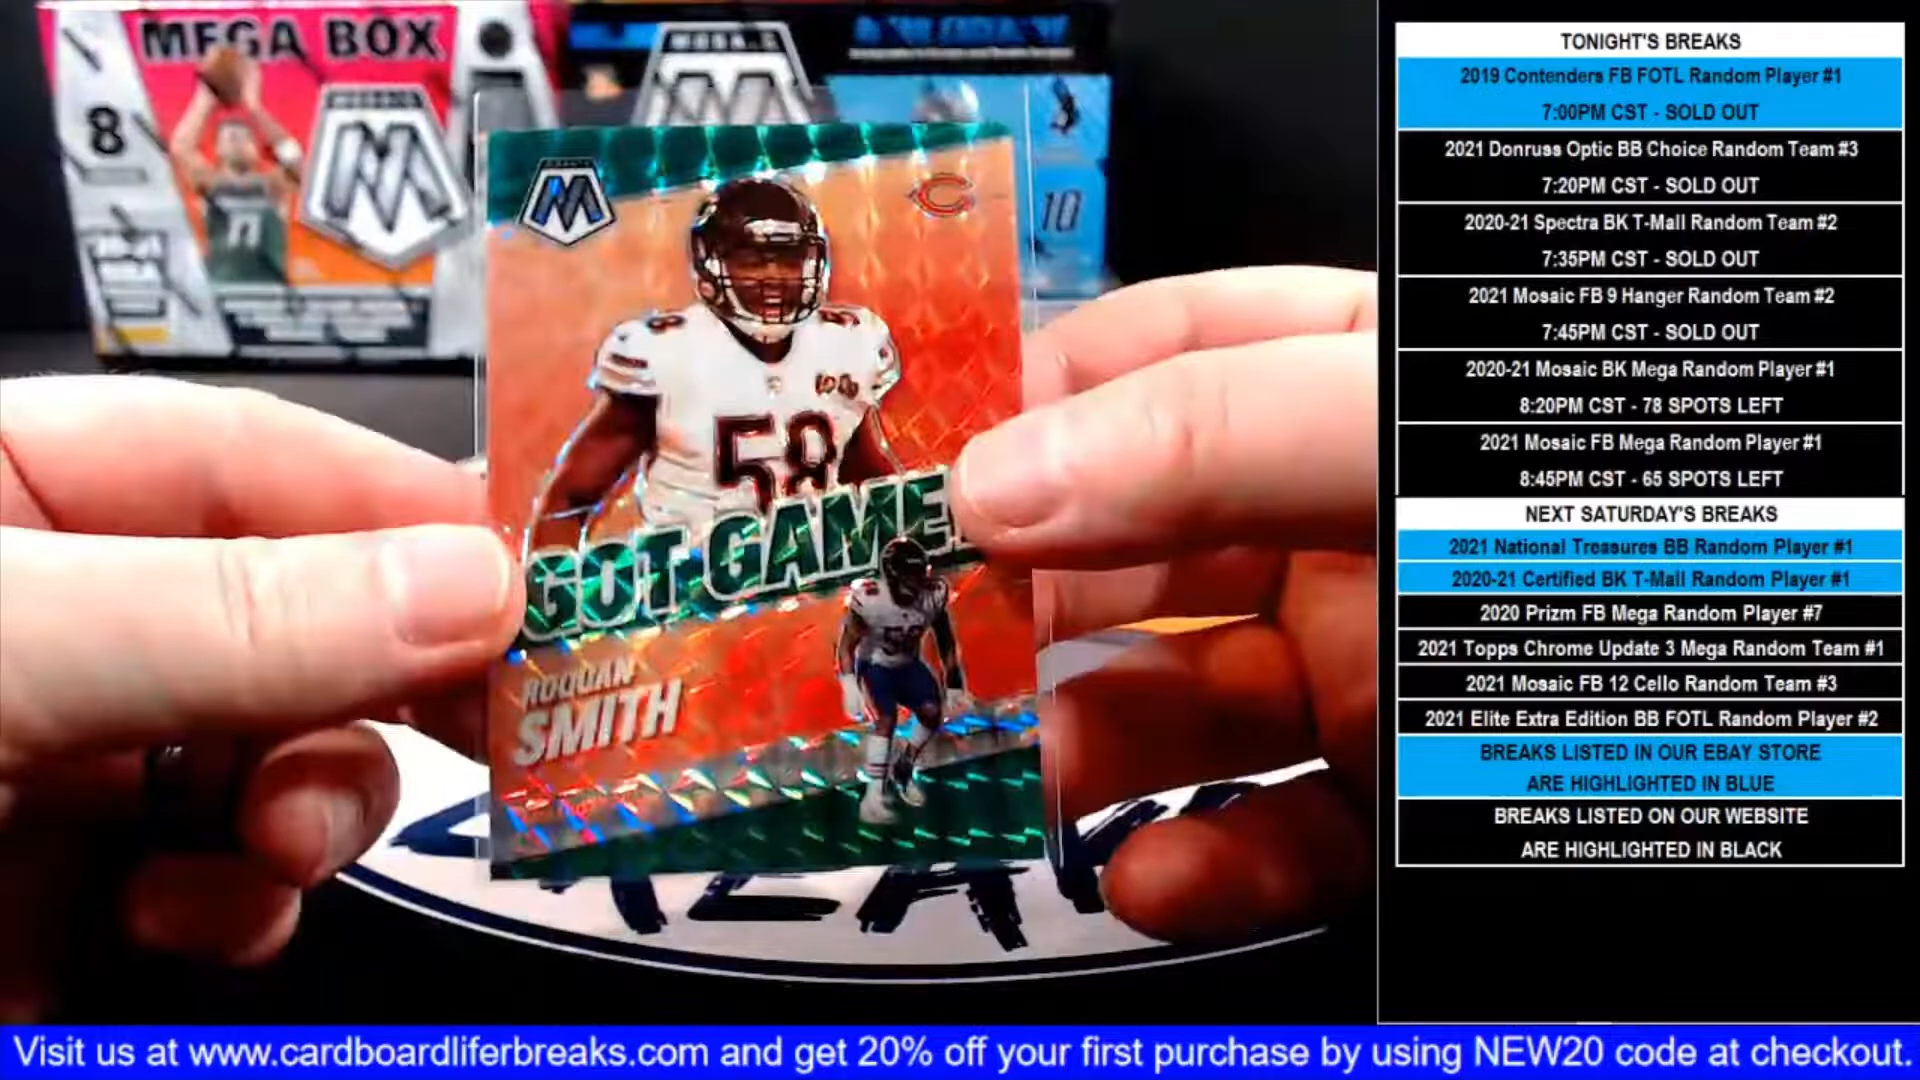 MEGA BOX
8
MOSAIC
10
58
GOT GAME
ROQUAN
SMITH
TONIGHT'S BREAKS
2019 Contenders FB FOTL Random Player #1
7:00PM CST - SOLD OUT
2021 Donruss Optic BB Choice Random Team #3
7:20PM CST - SOLD OUT
2020-21 Spectra BK T-Mall Random Team #2
7:35PM CST - SOLD OUT
2021 Mosaic FB 9 Hanger Random Team #2
7:45PM CST - SOLD OUT
2020-21 Mosaic BK Mega Random Player #1
8:20PM CST - 78 SPOTS LEFT
2021 Mosaic FB Mega Random Player #1
8:45PM CST - 65 SPOTS LEFT
NEXT SATURDAY'S BREAKS
2021 National Treasures BB Random Player #1
2020-21 Certified BK T-Mall Random Player #1
2020 Prizm FB Mega Random Player #7
2021 Topps Chrome Update 3 Mega Random Team #1
2021 Mosaic FB 12 Cello Random Team #3
2021 Elite Extra Edition BB FOTL Random Player #2
BREAKS LISTED IN OUR EBAY STORE
ARE HIGHLIGHTED IN BLUE
BREAKS LISTED ON OUR WEBSITE
ARE HIGHLIGHTED IN BLACK
Visit us at www.cardboardliferbreaks.com and get 20% off your first purchase by using NEW20 code at checkout.